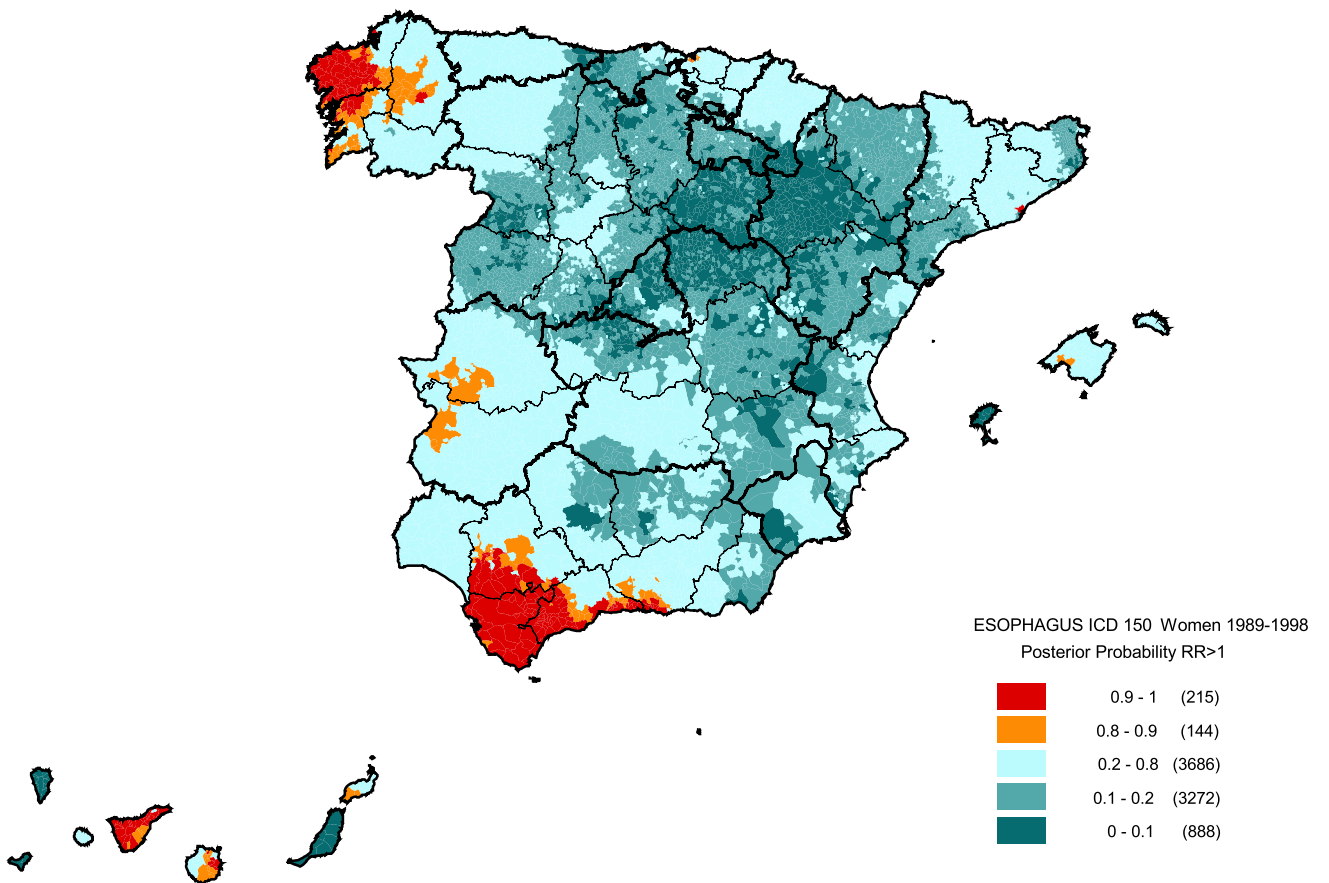 ESOPHAGUS ICD 150 Women 1989-1998
Posterior Probability RR>1
0.9 - 1 (215)
0.8 - 0.9 (144)
0.2 - 0.8 (3686)
0.1 - 0.2 (3272)
0 - 0.1 (888)